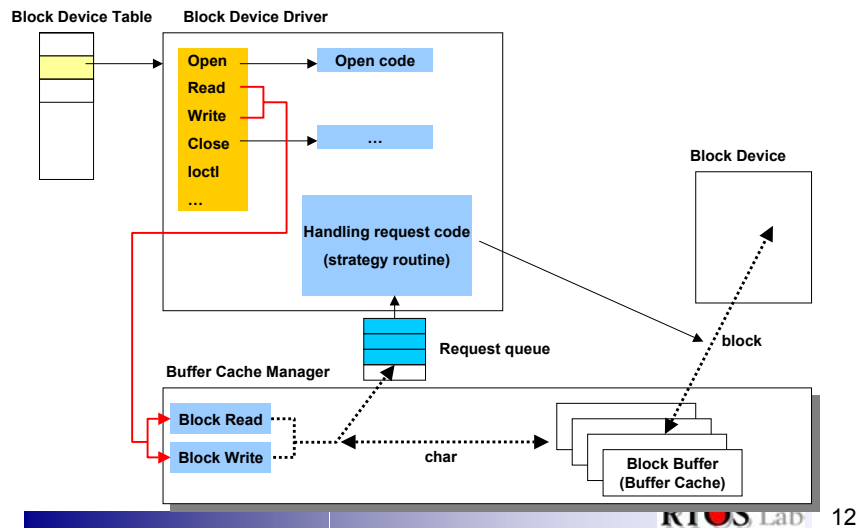 Block Device Table
Block Device Driver
Open
Open code
Read
Write
Close
…
Ioctl
…
Block Device
Handling request code
(strategy routine)
block
Request queue
Buffer Cache Manager
Block Read
Block Write
char
Block Buffer
(Buffer Cache)
RTOS Lab
12